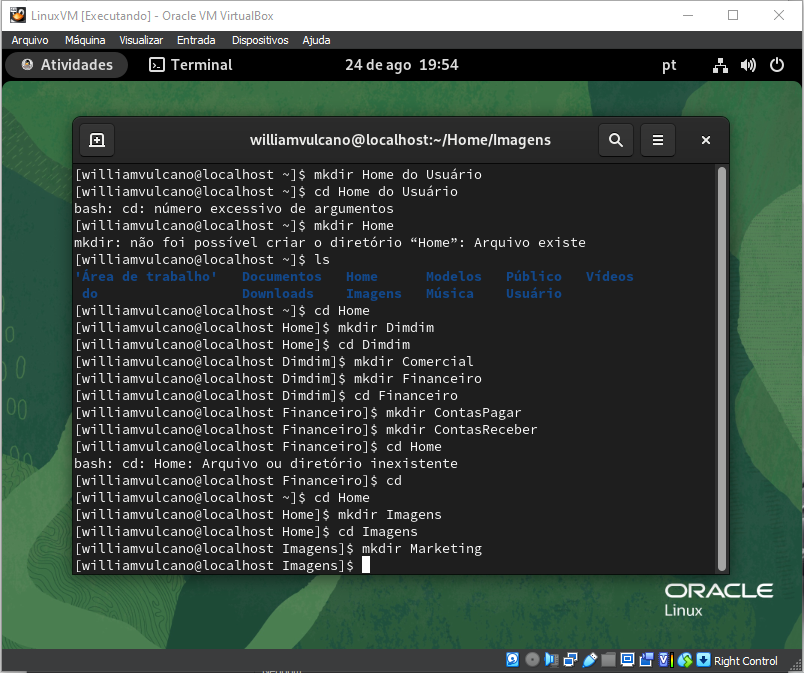 LinuxVM [Executando] - Oracle VM VirtualBox
Arquivo Máquina Visualizar Entrada Dispositivos Ajuda
Atividades Terminal 24 de ago 19:54 pt
williamvulcano@localhost:~/Home/Imagens
[williamvulcano@localhost ~]$ mkdir Home do Usuário
[williamvulcano@localhost ~]$ cd Home do Usuário
bash: cd: número excessivo de argumentos
[williamvulcano@localhost ~]$ mkdir Home
mkdir: não foi possível criar o diretório “Home”: Arquivo existe
[williamvulcano@localhost ~]$ ls
'Área de trabalho' Documentos Home Modelos Público Vídeos
do Downloads Imagens Música Usuário
[williamvulcano@localhost ~]$ cd Home
[williamvulcano@localhost Home]$ mkdir Dimdim
[williamvulcano@localhost Home]$ cd Dimdim
[williamvulcano@localhost Dimdim]$ mkdir Comercial
[williamvulcano@localhost Dimdim]$ mkdir Financeiro
[williamvulcano@localhost Dimdim]$ cd Financeiro
[williamvulcano@localhost Financeiro]$ mkdir ContasPagar
[williamvulcano@localhost Financeiro]$ mkdir ContasReceber
[williamvulcano@localhost Financeiro]$ cd Home
bash: cd: Home: Arquivo ou diretório inexistente
[williamvulcano@localhost Financeiro]$ cd
[williamvulcano@localhost ~]$ cd Home
[williamvulcano@localhost Home]$ mkdir Imagens
[williamvulcano@localhost Home]$ cd Imagens
[williamvulcano@localhost Imagens]$ mkdir Marketing
[williamvulcano@localhost Imagens]$
ORACLE
Linux
Right Control